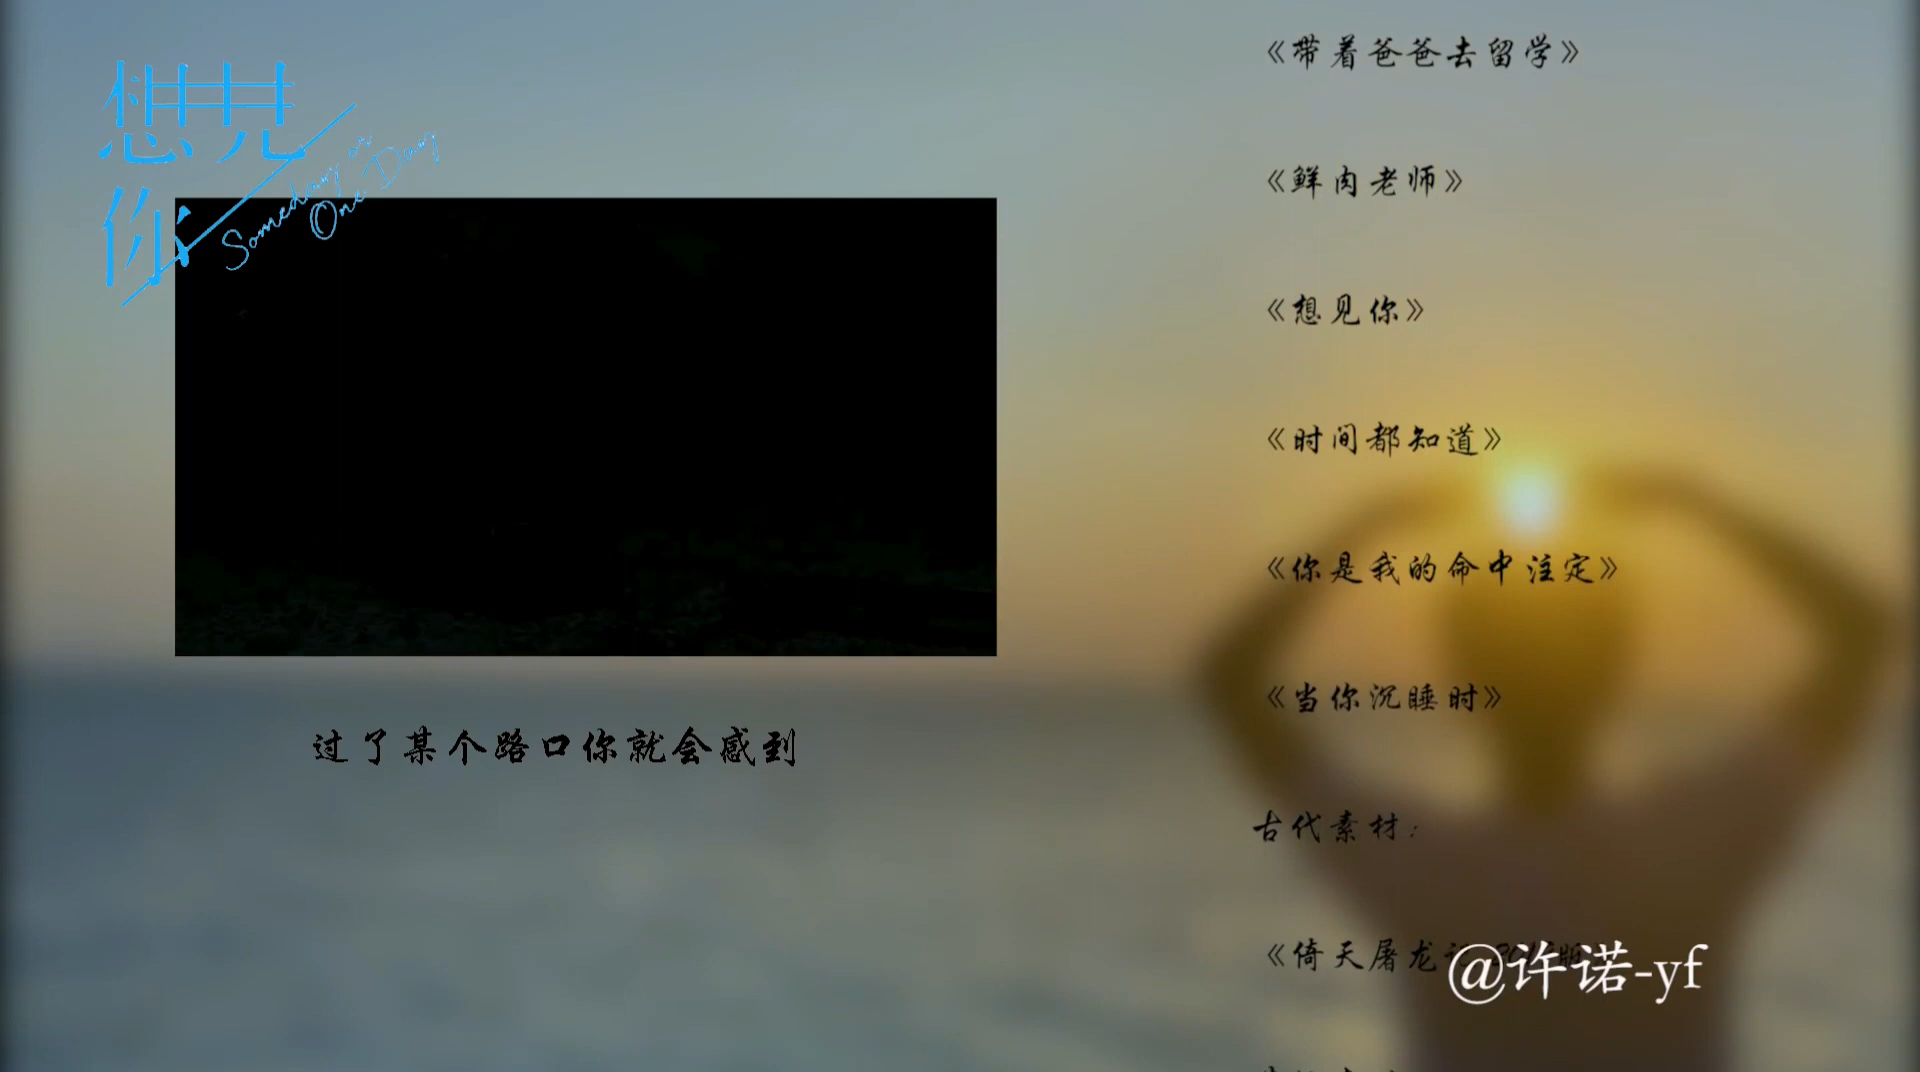 想見
你
Someday or
One Day
过了某个路口你就会感到
《带着爸爸去留学》
《鲜肉老师》
《想见你》
《时间都知道》
《你是我的命中注定》
《当你沉睡时》
古代素材：
《倚天屠龙
@许诺-yf